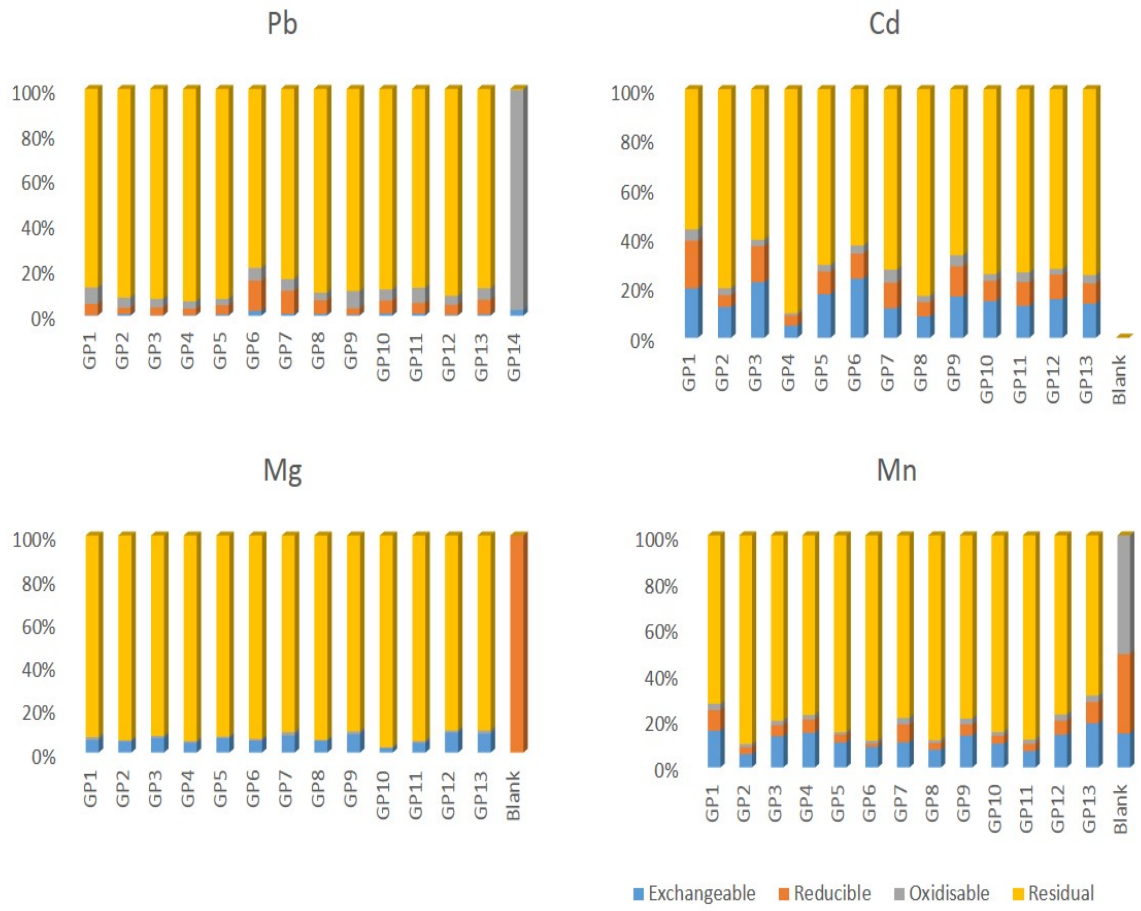 Pb
100%
80%
60%
40%
20%
0%
GP1 GP2 GP3 GP4 GP5 GP6 GP7 GP8 GP9 GP10 GP11 GP12 GP13 GP14
Cd
100%
80%
60%
40%
20%
0%
GP1 GP2 GP3 GP4 GP5 GP6 GP7 GP8 GP9 GP10 GP11 GP12 GP13 Blank
Mg
100%
80%
60%
40%
20%
0%
GP1 GP2 GP3 GP4 GP5 GP6 GP7 GP8 GP9 GP10 GP11 GP12 GP13 Blank
Mn
100%
80%
60%
40%
20%
0%
GP1 GP2 GP3 GP4 GP5 GP6 GP7 GP8 GP9 GP10 GP11 GP12 GP13 Blank
Exchangeable Reducible Oxidisable Residual